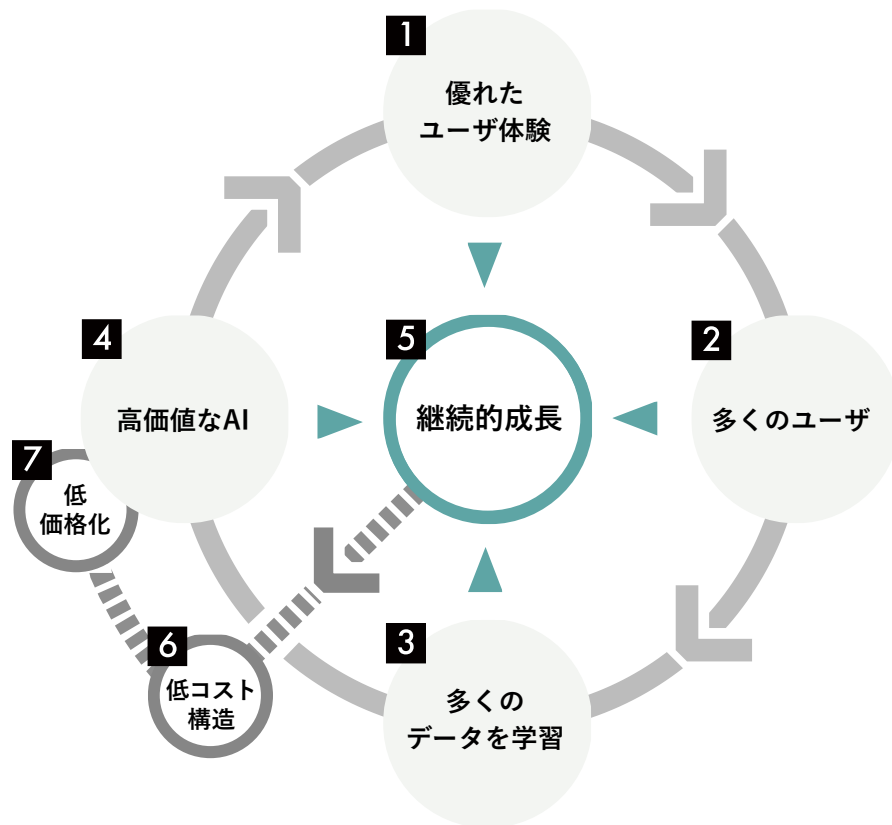 1
優れた
ユーザ体験
2
多くのユーザ
3
多くの
データを学習
4
高価値なAI
5
継続的成長
6
低コスト
構造
7
低
価格化